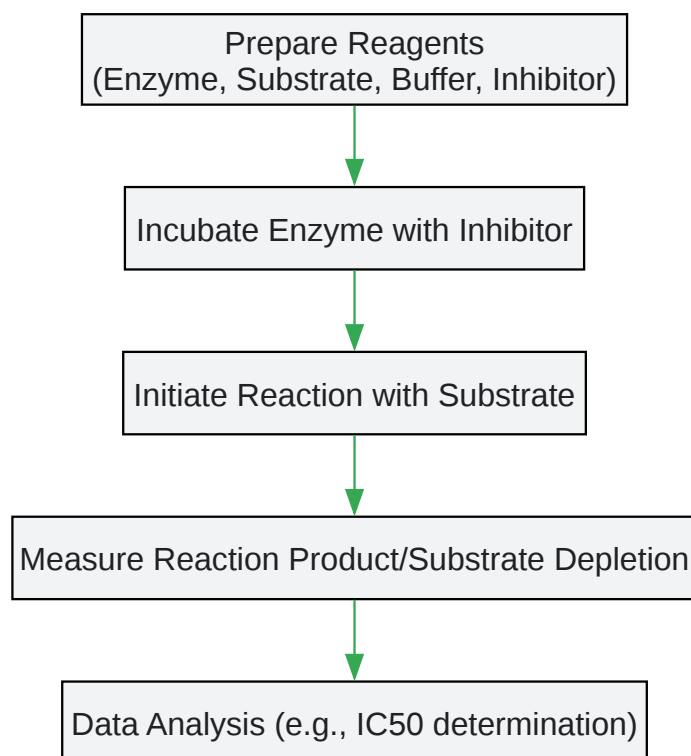 Prepare Reagents
(Enzyme, Substrate, Buffer, Inhibitor)
Incubate Enzyme with Inhibitor
Initiate Reaction with Substrate
Measure Reaction Product/Substrate Depletion
Data Analysis (e.g., IC50 determination)